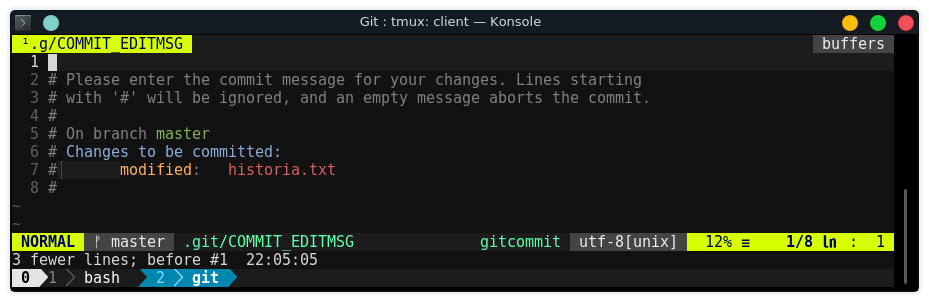 Git : tmux: client — Konsole
¹.g/COMMIT_EDITMSG buffers
1
2 # Please enter the commit message for your changes. Lines starting
3 # with '#' will be ignored, and an empty message aborts the commit.
4 #
5 # On branch master
6 # Changes to be committed:
7 # modified: historia.txt
8 #
~
~
NORMAL ᚠ master .git/COMMIT_EDITMSG gitcommit utf-8[unix] 12% ≡ 1/8 ln : 1
3 fewer lines; before #1 22:05:05
0 1 bash 2 git